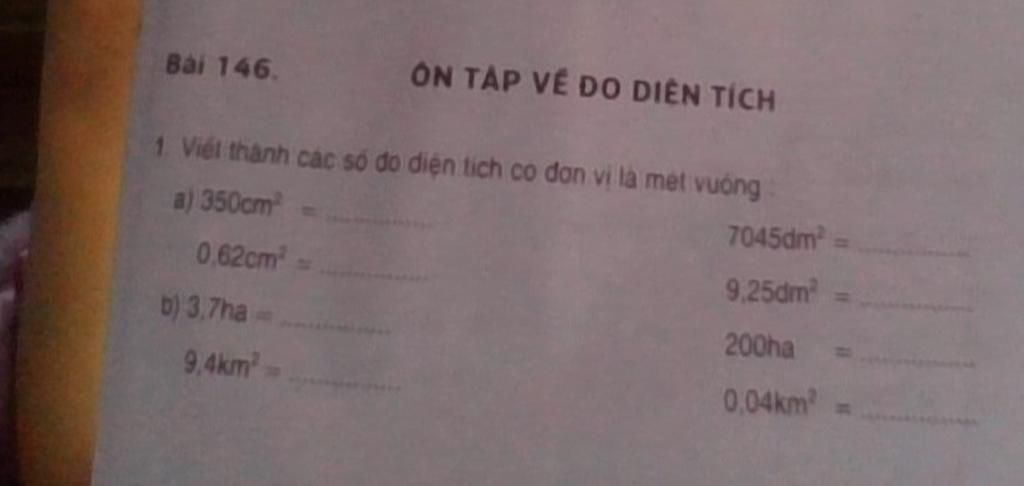 Bài 146.
ÔN TẬP VỀ ĐO DIỆN TÍCH
1. Viết thành các số đo diện tích có đơn vị là mét vuông :
a) 350cm² = ............ 7045dm² = ............
0,62cm² = ............ 9,25dm² = ............
b) 3,7ha = ............ 200ha = ............
9,4km² = ............ 0,04km² = ............